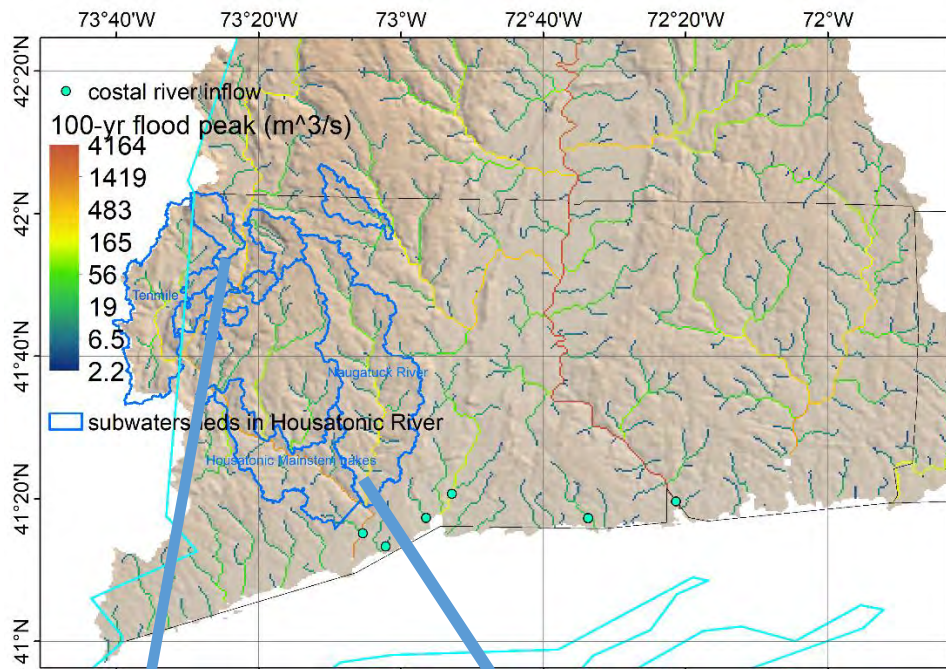 73°40'W 73°20'W 73°W 72°40'W 72°20'W 72°W
42°20'N
42°N
41°40'N
41°20'N
41°N
costal river inflow
100-yr flood peak (m^3/s)
4164
1419
483
165
56
19
6.5
2.2
subwatersheds in Housatonic River
Tenmile
Naugatuck River
Housatonic Mainstem Lakes